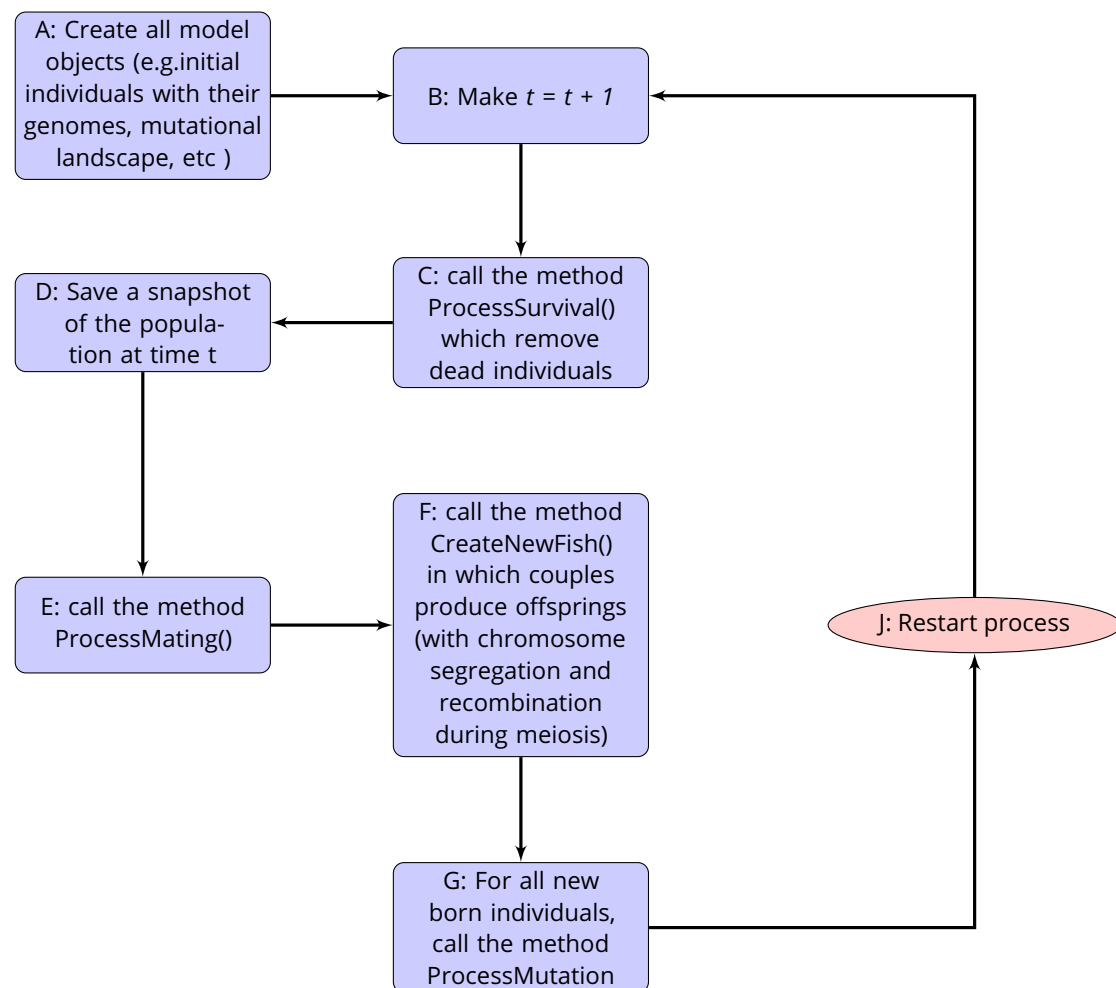 A: Create all model
objects (e.g.initial
individuals with their
genomes, mutational
landscape, etc )
B: Make t = t + 1
C: call the method
ProcessSurvival()
which remove
dead individuals
D: Save a snapshot
of the popula-
tion at time t
E: call the method
ProcessMating()
F: call the method
CreateNewFish()
in which couples
produce offsprings
(with chromosome
segregation and
recombination
during meiosis)
J: Restart process
G: For all new
born individuals,
call the method
ProcessMutation